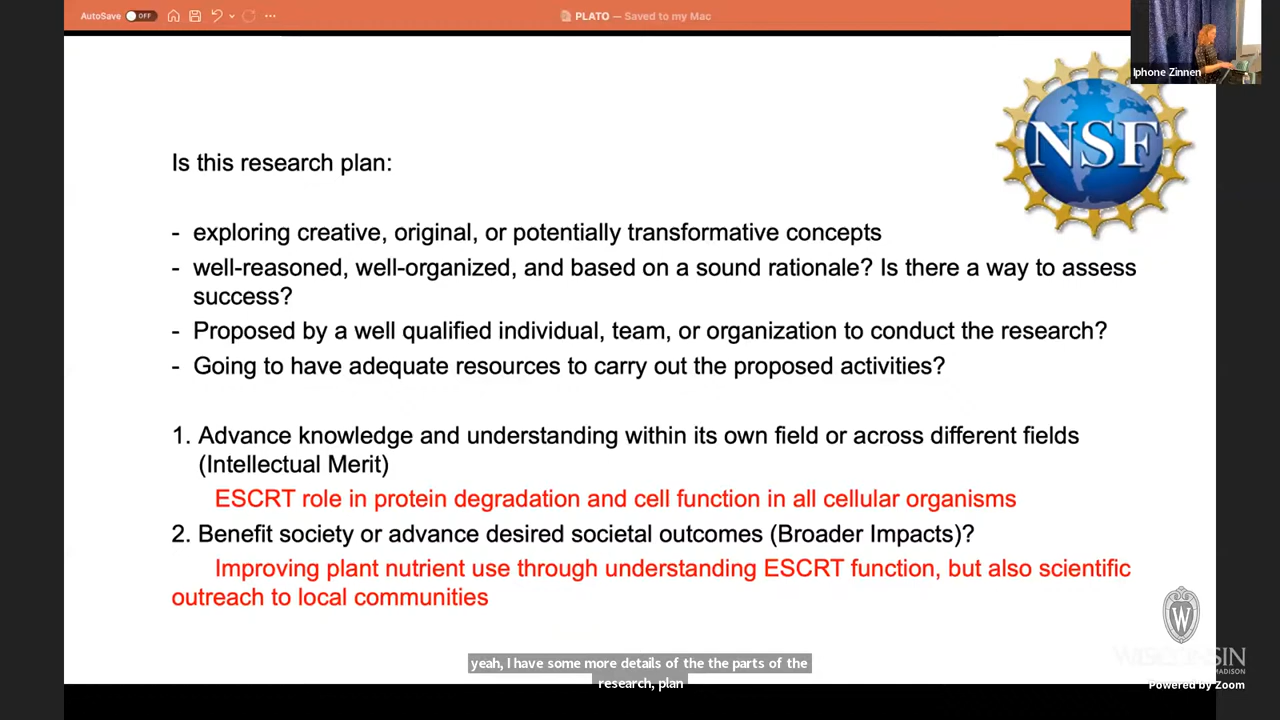 AutoSave OFF
PLATO — Saved to my Mac
Iphone Zinnen
NSF
Is this research plan:
- exploring creative, original, or potentially transformative concepts
- well-reasoned, well-organized, and based on a sound rationale? Is there a way to assess
success?
- Proposed by a well qualified individual, team, or organization to conduct the research?
- Going to have adequate resources to carry out the proposed activities?
1. Advance knowledge and understanding within its own field or across different fields
(Intellectual Merit)
ESCRT role in protein degradation and cell function in all cellular organisms
2. Benefit society or advance desired societal outcomes (Broader Impacts)?
Improving plant nutrient use through understanding ESCRT function, but also scientific
outreach to local communities
W
WISCONSIN
MADISON
yeah, I have some more details of the the parts of the
research, plan
Powered by Zoom